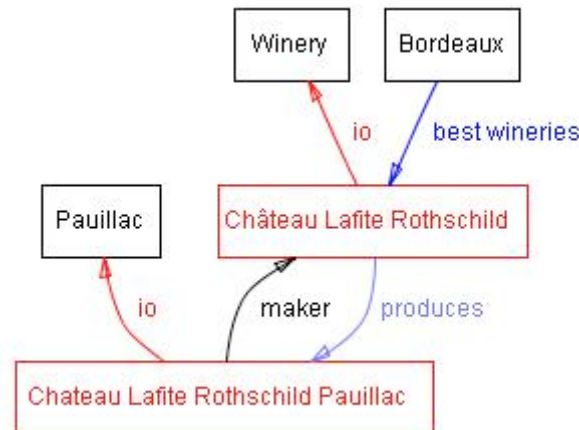 Winery
Bordeaux
io
best wineries
Pauillac
Château Lafite Rothschild
io
maker
produces
Chateau Lafite Rothschild Pauillac